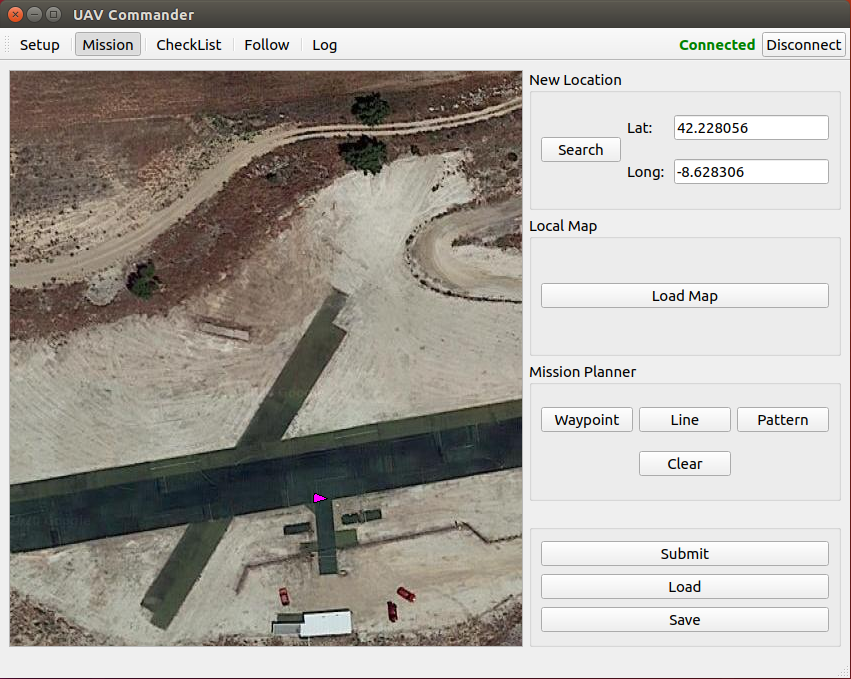 UAV Commander
Setup Mission CheckList Follow Log Connected Disconnect
New Location
Search
Lat: 42.228056
Long: -8.628306
Local Map
Load Map
Mission Planner
Waypoint Line Pattern
Clear
Submit
Load
Save